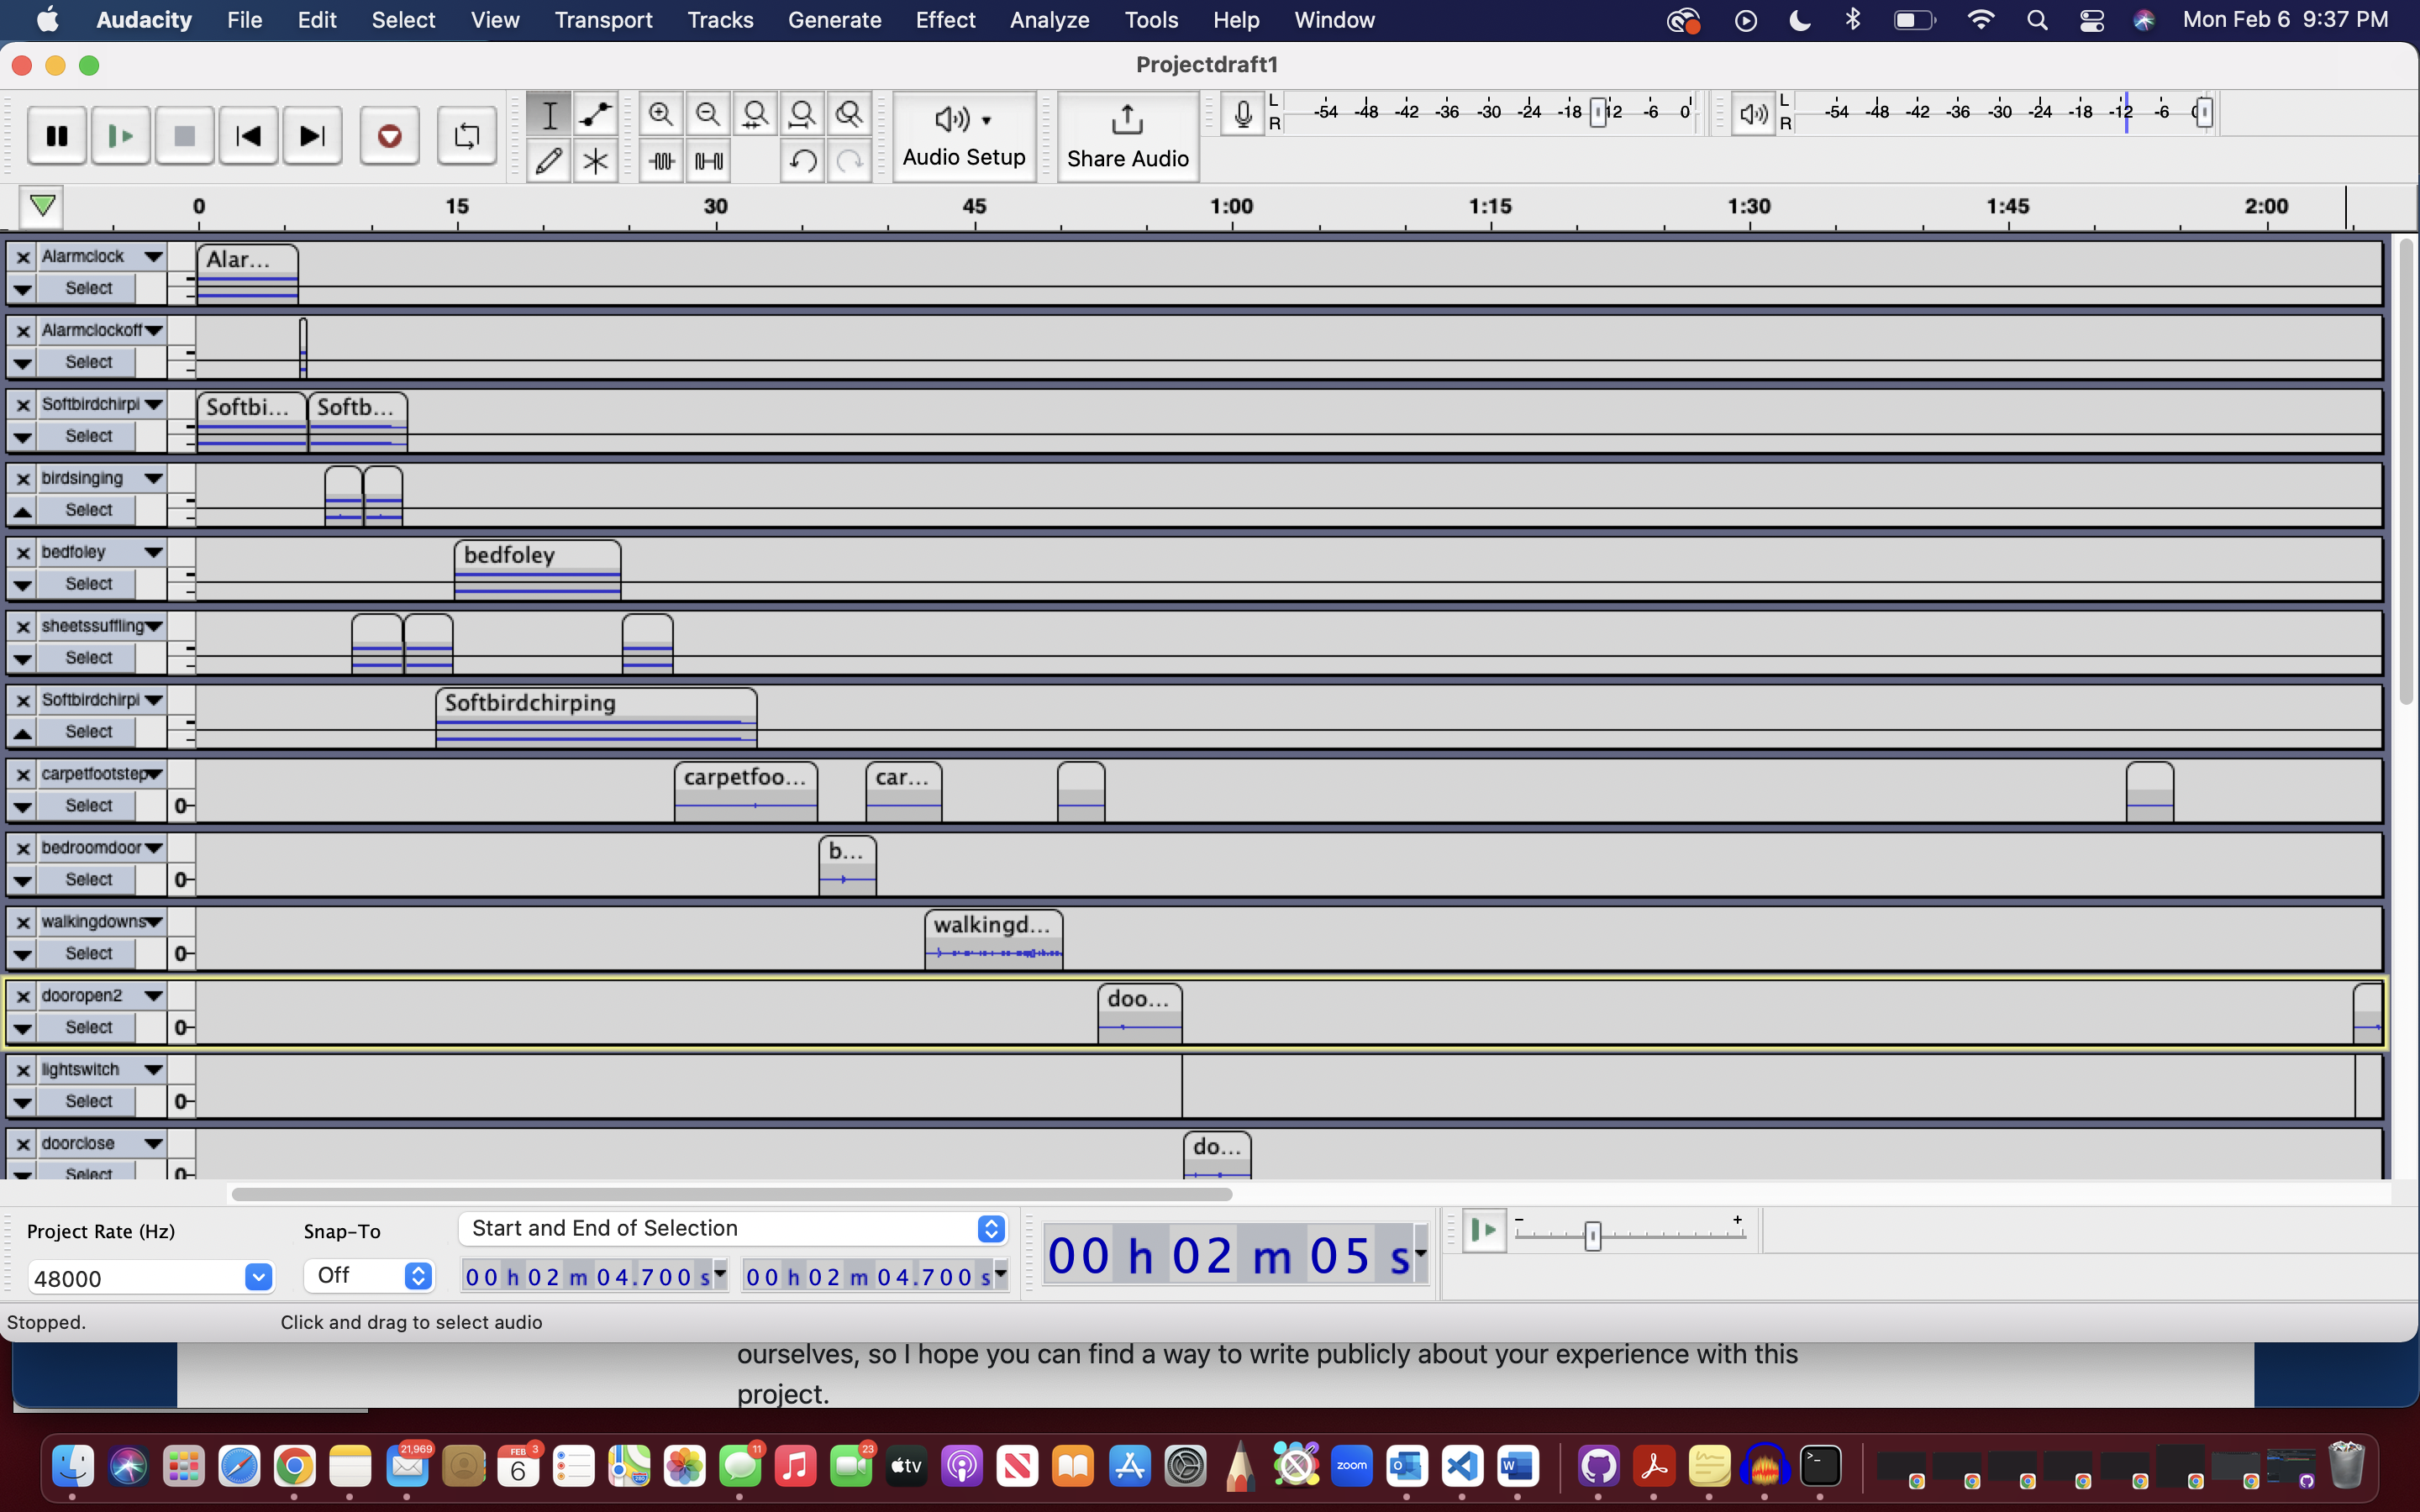 Audacity File Edit Select View Transport Tracks Generate Effect Analyze Tools Help Window Mon Feb 6 9:37 PM
Projectdraft1
L -54 -48 -42 -36 -30 -24 -18 12 -6 0 L -54 -48 -42 -36 -30 -24 -18 -12 -6
R R
Audio Setup Share Audio
0 15 30 45 1:00 1:15 1:30 1:45 2:00
Alarmclock Alar...
Select
Alarmclockoff
Select
Softbirdchirpi Softbi... Softb...
Select
birdsinging
Select
bedfoley bedfoley
Select
sheetssuffling
Select
Softbirdchirpi Softbirdchirping
Select
carpetfootstep carpetfoo... car...
Select 0
bedroomdoor b...
Select 0
walkingdowns walkingd...
Select 0
dooropen2 doo...
Select 0
lightswitch
Select 0
doorclose do...
Select 0
Project Rate (Hz) Snap-To Start and End of Selection
48000 Off 00 h 02 m 04.700 s 00 h 02 m 04.700 s 00 h 02 m 05 s - +
Stopped. Click and drag to select audio
ourselves, so I hope you can find a way to write publicly about your experience with this
project.
21,969 FEB 3 11 23
6 tv zoom